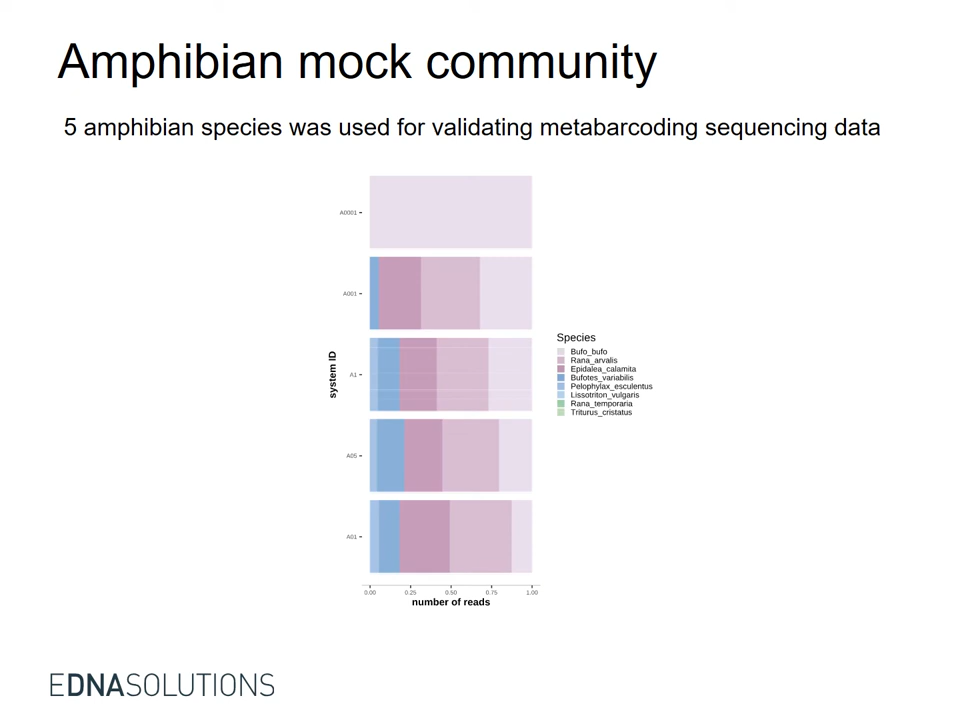 Amphibian mock community
5 amphibian species was used for validating metabarcoding sequencing data
A0001
A001
A1
A05
A01
system ID
0.00 0.25 0.50 0.75 1.00
number of reads
Species
Bufo_bufo
Rana_arvalis
Epidalea_calamita
Bufotes_variabilis
Pelophylax_esculentus
Lissotriton_vulgaris
Rana_temporaria
Triturus_cristatus
EDNASOLUTIONS